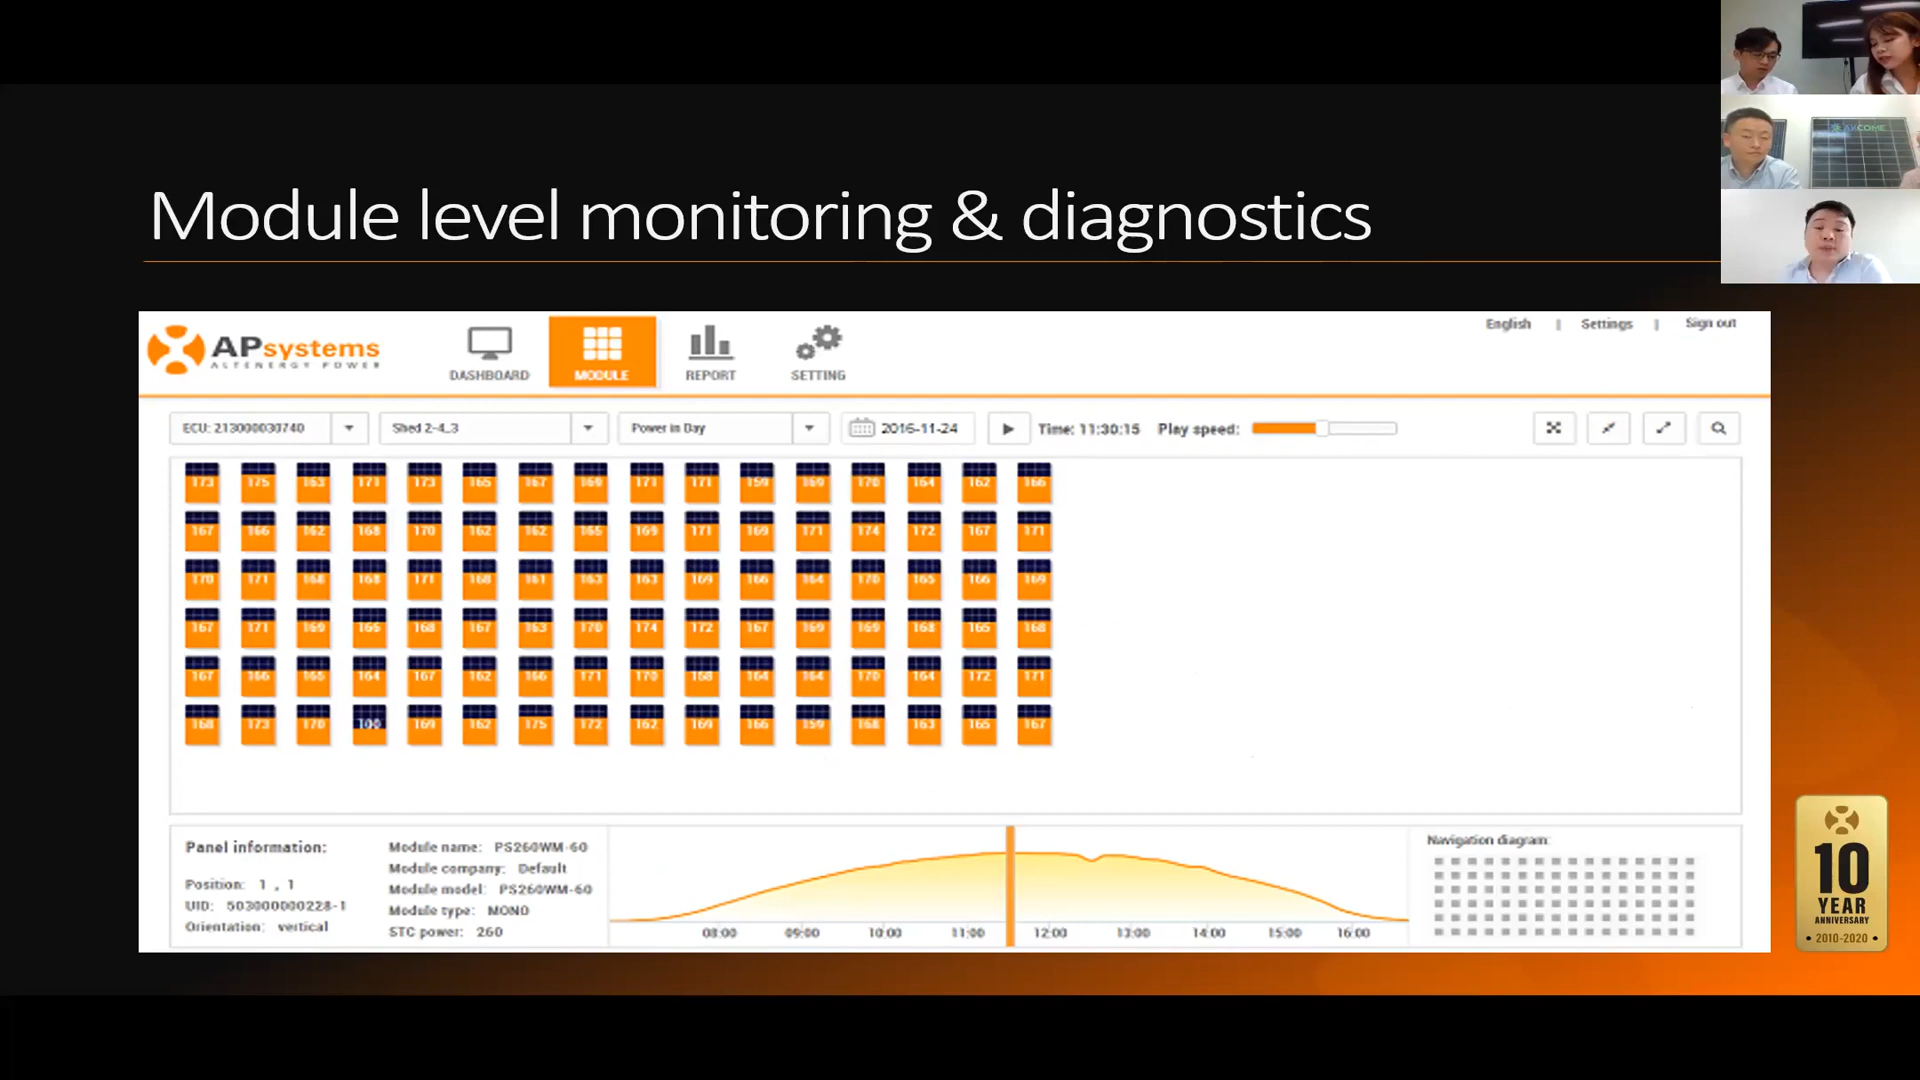 Module level monitoring & diagnostics
AKCOME
APsystems
ALTENERGY POWER
DASHBOARD MODULE REPORT SETTING
English | Settings | Sign out
ECU: 213000030740 Shed 2-4_3 Power in Day 2016-11-24 Time: 11:30:15 Play speed:
173 175 163 171 173 165 167 169 171 171 159 169 170 164 162 166
167 166 162 168 170 162 162 165 169 171 169 171 174 172 167 171
170 171 168 168 171 168 161 163 163 169 166 164 170 165 166 169
167 171 169 166 168 167 163 170 174 172 167 169 169 168 165 168
167 166 165 164 167 162 166 171 170 168 164 164 170 164 172 171
168 173 170 100 169 162 175 172 162 169 166 159 168 163 165 167
Panel information:
Position: 1 , 1
UID: 503000000228-1
Orientation: vertical
Module name: PS260WM-60
Module company: Default
Module model: PS260WM-60
Module type: MONO
STC power: 260
08:00 09:00 10:00 11:00 12:00 13:00 14:00 15:00 16:00
Navigation diagram:
10
YEAR
ANNIVERSARY
• 2010-2020 •